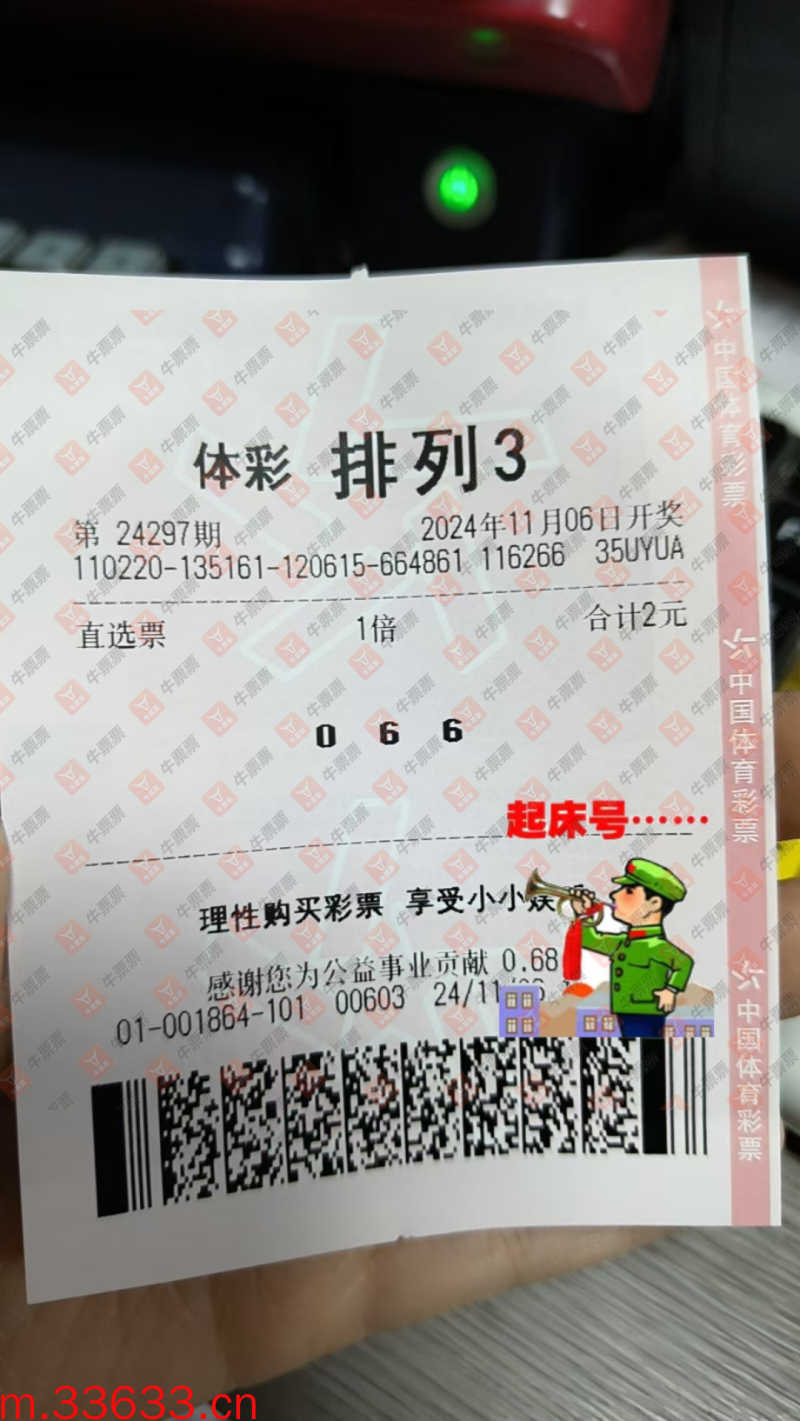 体彩 排列3
第 24297期 2024年11月06日开奖
110220-135161-120615-664861 116266 35UYUA
直选票 1倍 合计2元
0 6 6
起床号……
理性购买彩票 享受小小娱
感谢您为公益事业贡献 0.68
01-001864-101 00603 24/11/
中国体育彩票
中国体育彩票
中国体育彩票
牛票票
m.33633.cn